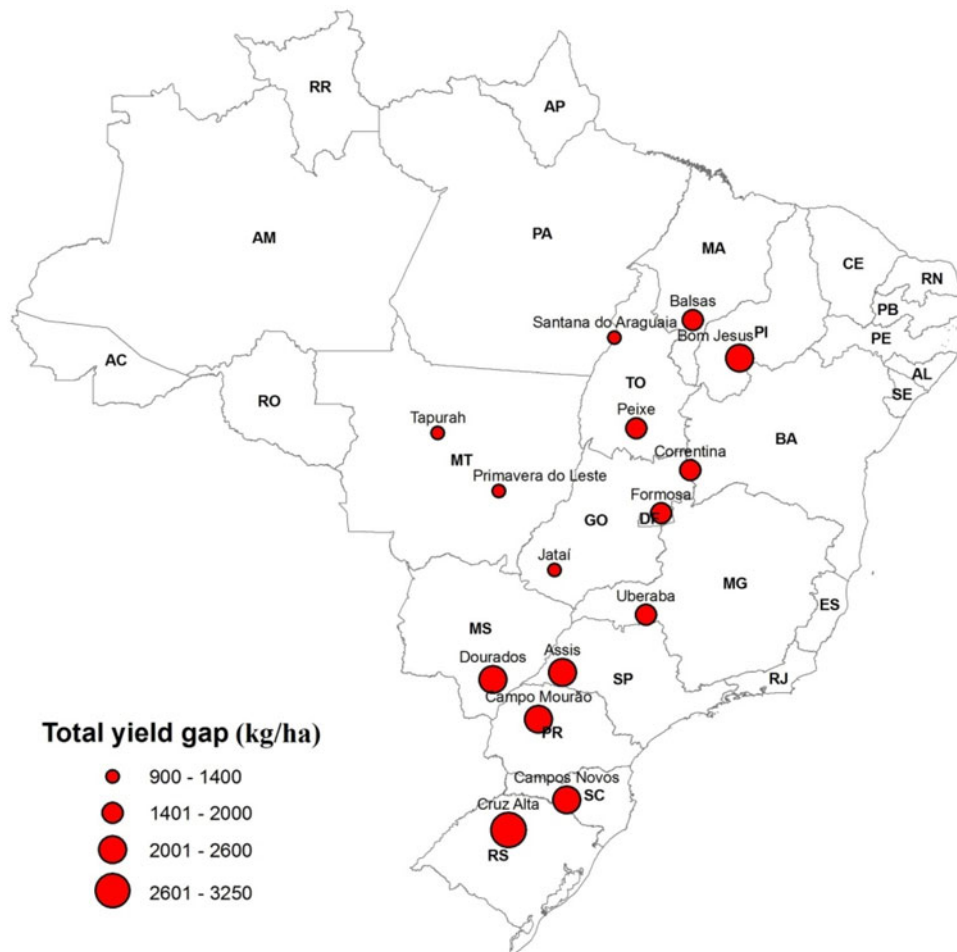 RR
AP
AM
PA
MA
CE
RN
Balsas
PB
Santana do Araguaia
Bom Jesus
PI
PE
AC
AL
TO
SE
RO
Peixe
Tapurah
BA
Correntina
MT
Primavera do Leste
Formosa
GO
DF
Jataí
MG
Uberaba
ES
MS
Dourados
Assis
SP
RJ
Campo Mourão
PR
Total yield gap (kg/ha)
900 - 1400
Campos Novos
SC
Cruz Alta
1401 - 2000
2001 - 2600
RS
2601 - 3250